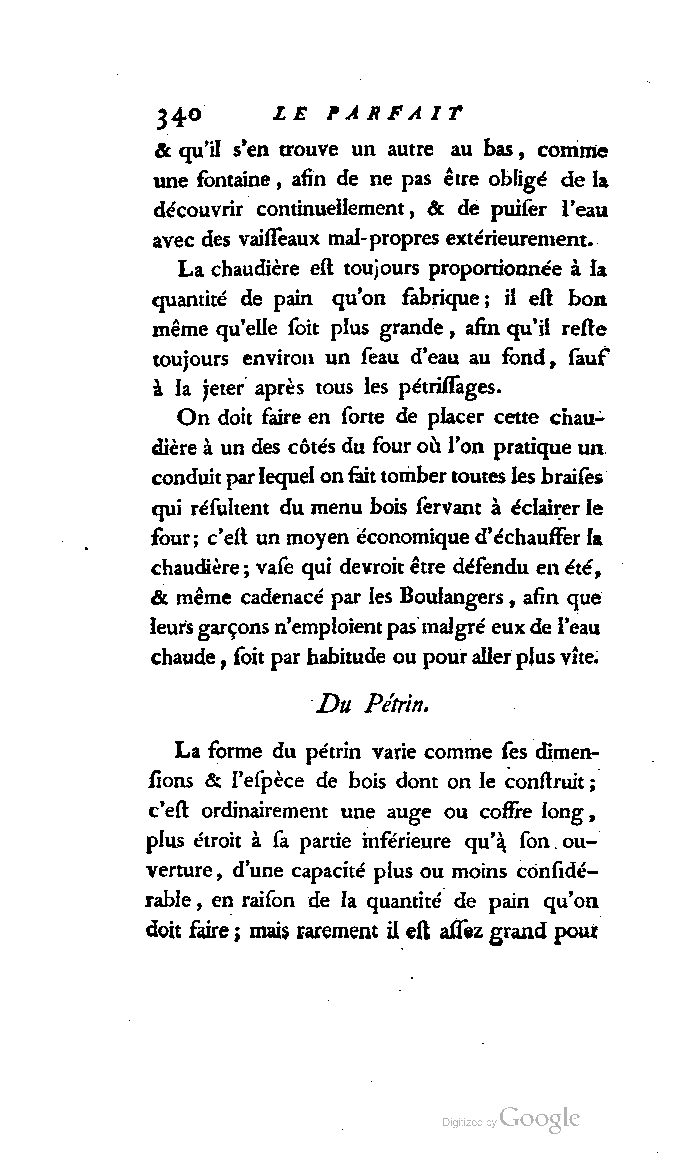 340 LE PARFAIT
& qu'il s'en trouve un autre au bas, comme
une fontaine, afin de ne pas être obligé de la
découvrir continuellement, & de puiſer l'eau
avec des vaiſſeaux mal-propres extérieurement.
La chaudière eſt toujours proportionnée à la
quantité de pain qu'on fabrique; il eſt bon
même qu'elle ſoit plus grande, afin qu'il reſte
toujours environ un ſeau d'eau au fond, ſauf
à la jeter après tous les pétriſſages.
On doit faire en ſorte de placer cette chau-
dière à un des côtés du four où l'on pratique un
conduit par lequel on fait tomber toutes les braiſes
qui réſultent du menu bois ſervant à éclairer le
four; c'eſt un moyen économique d'échauffer la
chaudière; vaſe qui devroit être défendu en été,
& même cadenacé par les Boulangers, afin que
leurs garçons n'emploient pas malgré eux de l'eau
chaude, ſoit par habitude ou pour aller plus vîte.
Du Pétrin.
La forme du pétrin varie comme ſes dimen-
ſions & l'eſpèce de bois dont on le conſtruit;
c'eſt ordinairement une auge ou coffre long,
plus étroit à ſa partie inférieure qu'à ſon ou-
verture, d'une capacité plus ou moins conſidé-
rable, en raiſon de la quantité de pain qu'on
doit faire; mais rarement il eſt aſſez grand pour
Digitized by Google